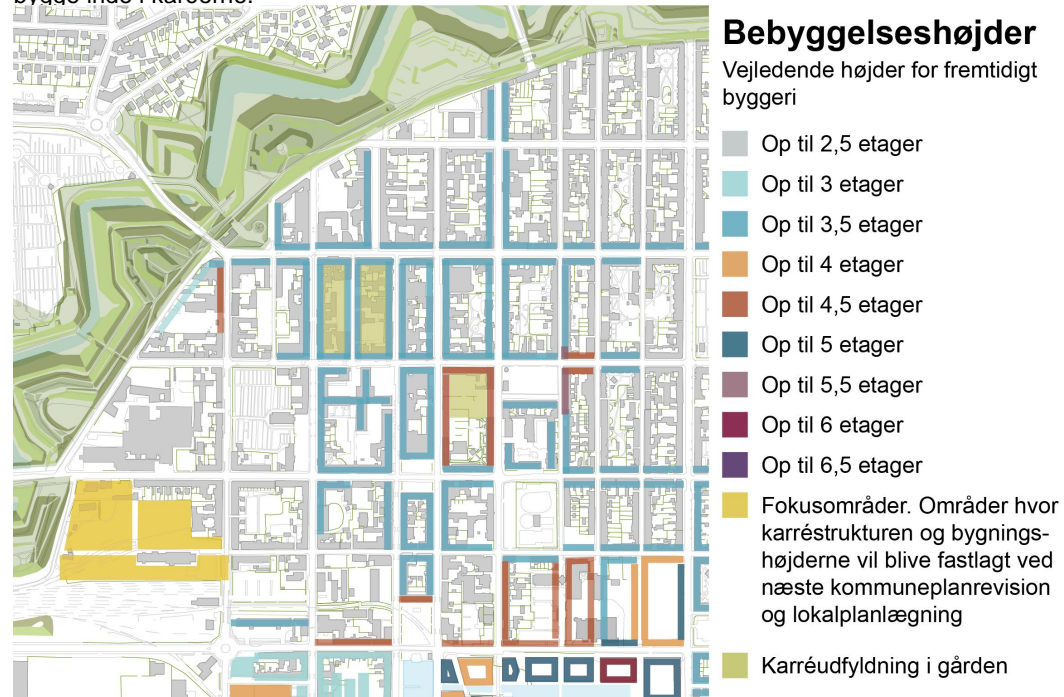 bygge inde i karéerne.
Bebyggelseshøjder
Vejledende højder for fremtidigt
byggeri
Op til 2,5 etager
Op til 3 etager
Op til 3,5 etager
Op til 4 etager
Op til 4,5 etager
Op til 5 etager
Op til 5,5 etager
Op til 6 etager
Op til 6,5 etager
Fokusområder. Områder hvor
karréstrukturen og bygnings-
højderne vil blive fastlagt ved
næste kommuneplanrevision
og lokalplanlægning
Karréudfyldning i gården